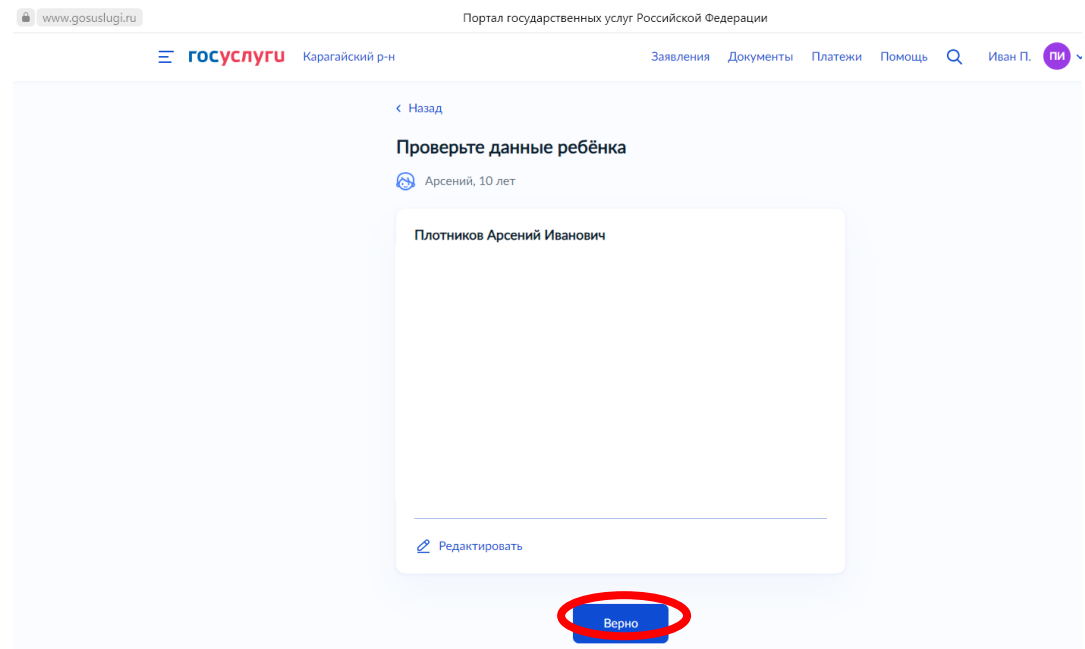 www.gosuslugi.ru Портал государственных услуг Российской Федерации
госуслуги Карагайский р-н Заявления Документы Платежи Помощь Иван П. ПИ
Назад
Проверьте данные ребёнка
Арсений, 10 лет
Плотников Арсений Иванович
Редактировать
Верно